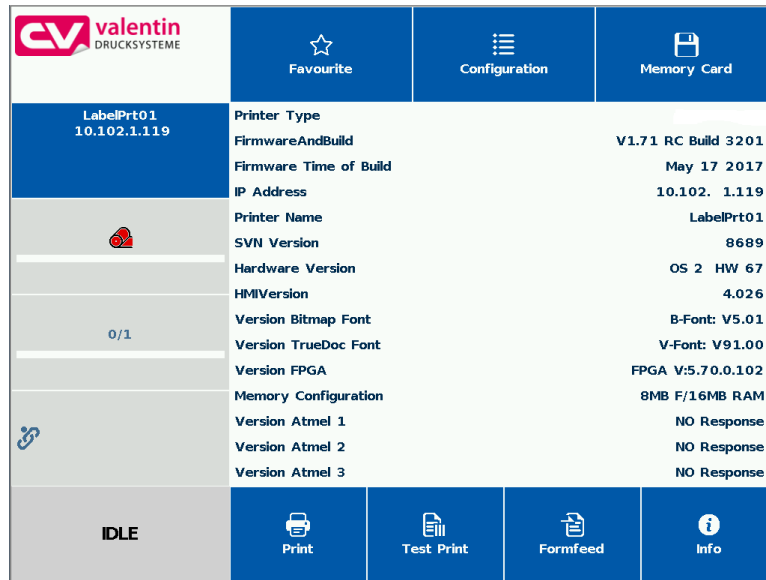 valentin
DRUCKSYSTEME
Favourite
Configuration
Memory Card
LabelPrt01
10.102.1.119
Printer Type
FirmwareAndBuild V1.71 RC Build 3201
Firmware Time of Build May 17 2017
IP Address 10.102. 1.119
Printer Name LabelPrt01
SVN Version 8689
Hardware Version OS 2 HW 67
HMIVersion 4.026
Version Bitmap Font B-Font: V5.01
Version TrueDoc Font V-Font: V91.00
Version FPGA FPGA V:5.70.0.102
Memory Configuration 8MB F/16MB RAM
Version Atmel 1 NO Response
Version Atmel 2 NO Response
Version Atmel 3 NO Response
0/1
IDLE
Print
Test Print
Formfeed
Info